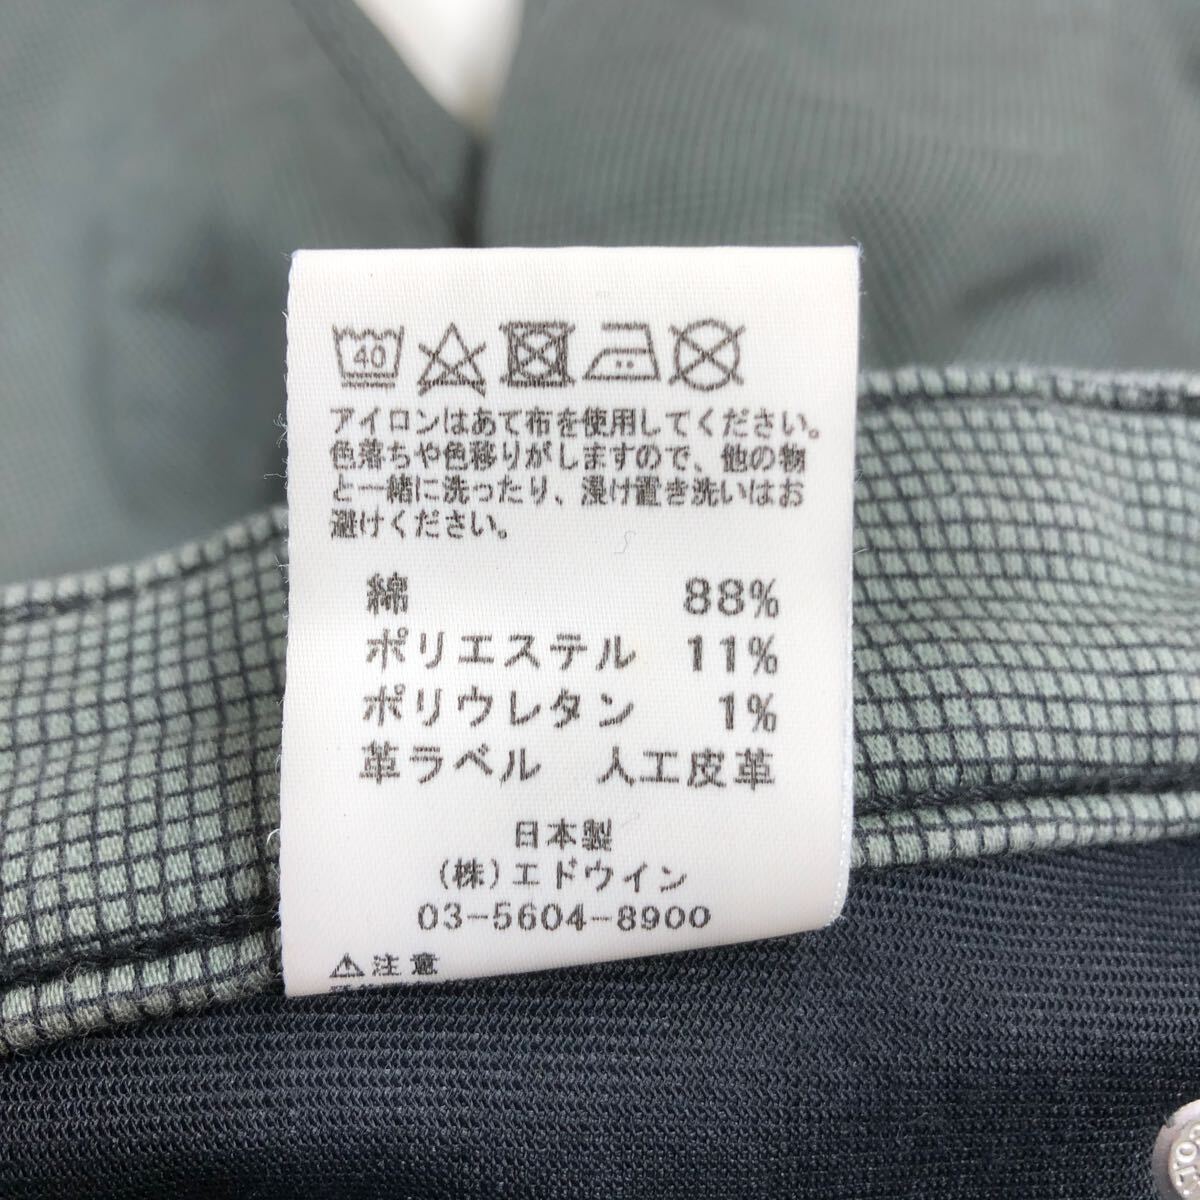 40
アイロンはあて布を使用してください。
色落ちや色移りがしますので、他の物
と一緒に洗ったり、浸け置き洗いはお
避けください。
綿 88%
ポリエステル 11%
ポリウレタン 1%
革ラベル 人工皮革
日本製
(株)エドウイン
03-5604-8900
⚠注意